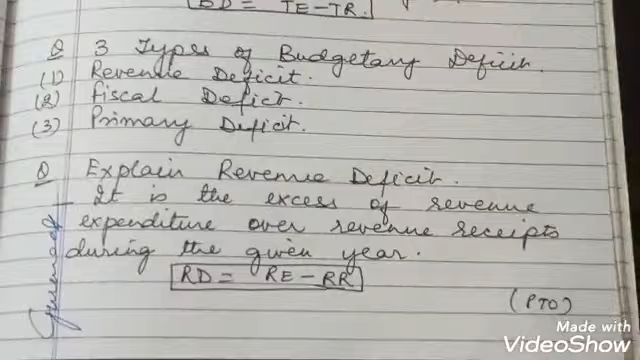 BD = TE - TR.
Q 3 Types of Budgetary Deficit.
(1) Revenue Deficit.
(2) Fiscal Deficit.
(3) Primary Deficit.
Q Explain Revenue Deficit.
- It is the excess of revenue
expenditure over revenue receipts
during the given year.
RD = RE - RR
(PTO)
Made with
VideoShow